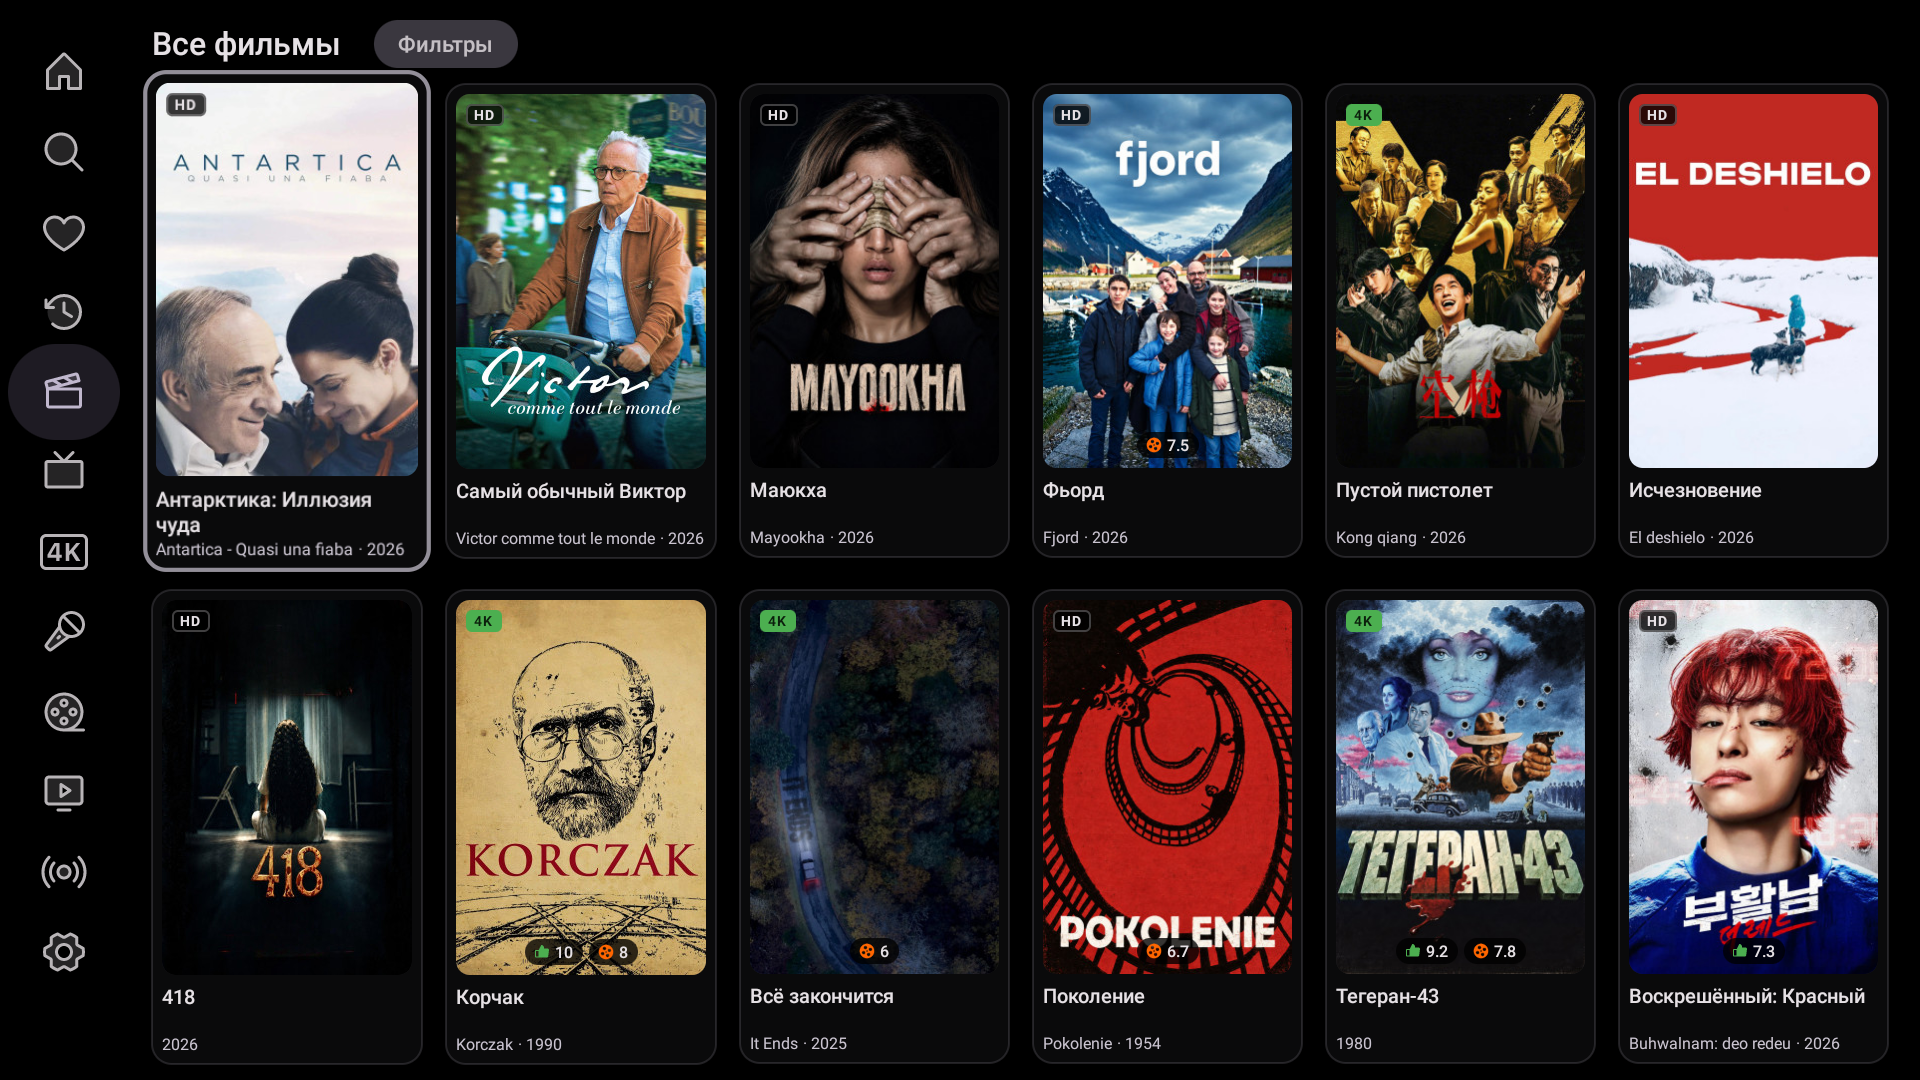 Все фильмы
Фильтры
HD
ANTARTICA
QUASI UNA FIABA
Антарктика: Иллюзия
чуда
Antartica - Quasi una fiaba · 2026
HD
BOU
Victor
comme tout le monde
Самый обычный Виктор
Victor comme tout le monde · 2026
HD
MAYOOKHA
Маюкха
Mayookha · 2026
HD
fjord
7.5
Фьорд
Fjord · 2026
4K
空枪
Пустой пистолет
Kong qiang · 2026
HD
EL DESHIELO
Исчезновение
El deshielo · 2026
4K
HD
418
418
2026
4K
KORCZAK
10
8
Корчак
Korczak · 1990
4K
6
Всё закончится
It Ends · 2025
HD
POKOLENIE
6.7
Поколение
Pokolenie · 1954
4K
ТЕГЕРАН-43
9.2
7.8
Тегеран-43
1980
HD
부활남
더 레드
7.3
Воскрешённый: Красный
Buhwalnam: deo redeu · 2026